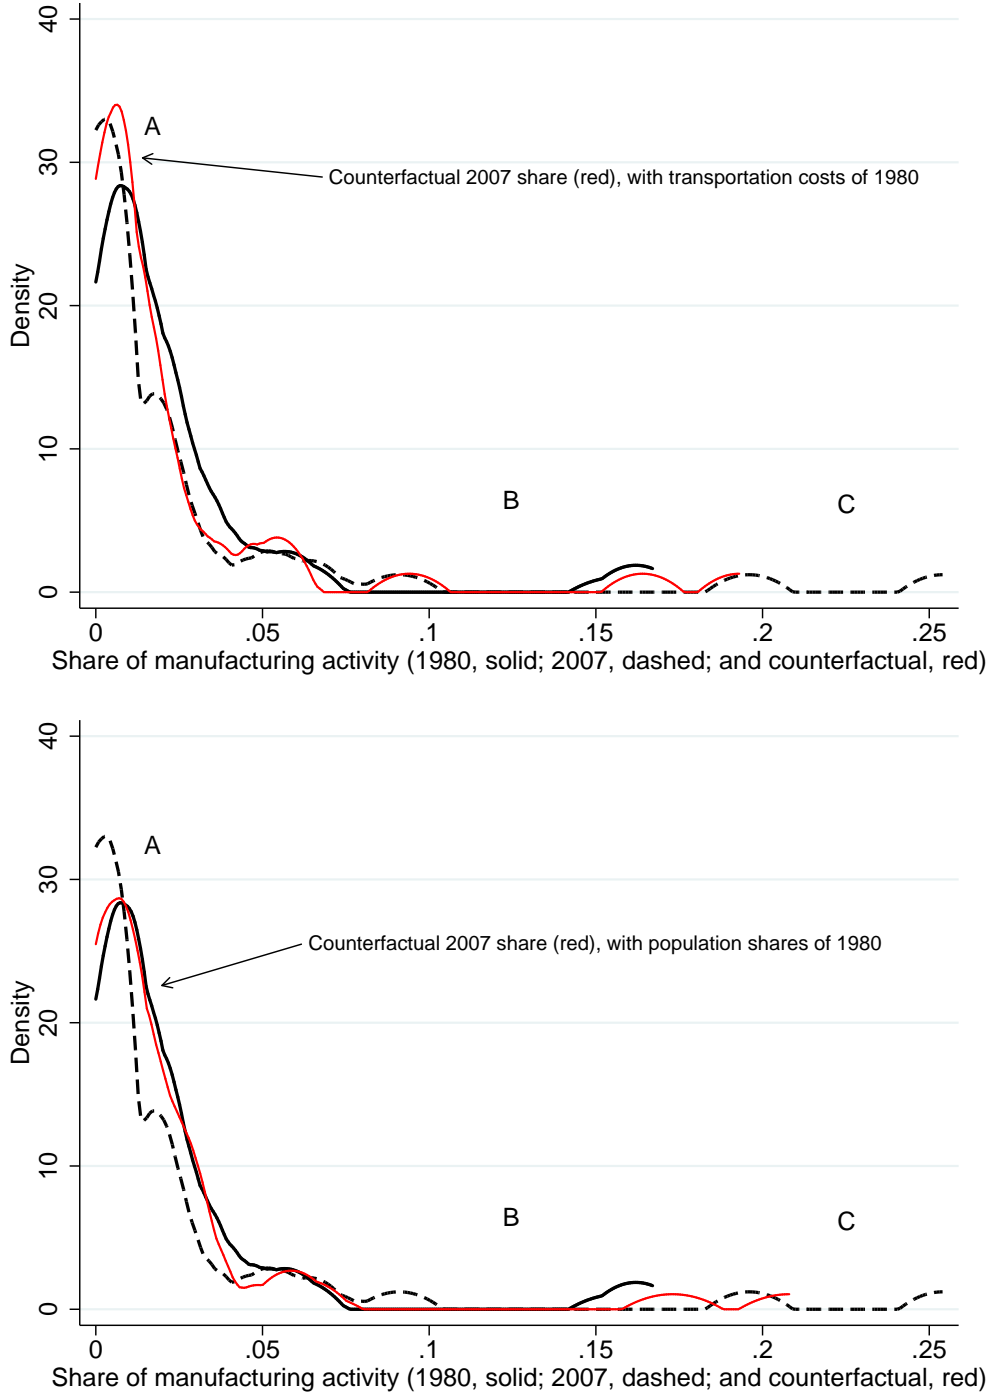 40
A
30
Counterfactual 2007 share (red), with transportation costs of 1980
Density
20
10
B
C
0
0 .05 .1 .15 .2 .25
Share of manufacturing activity (1980, solid; 2007, dashed; and counterfactual, red)
40
A
30
Counterfactual 2007 share (red), with population shares of 1980
Density
20
10
B
C
0
0 .05 .1 .15 .2 .25
Share of manufacturing activity (1980, solid; 2007, dashed; and counterfactual, red)